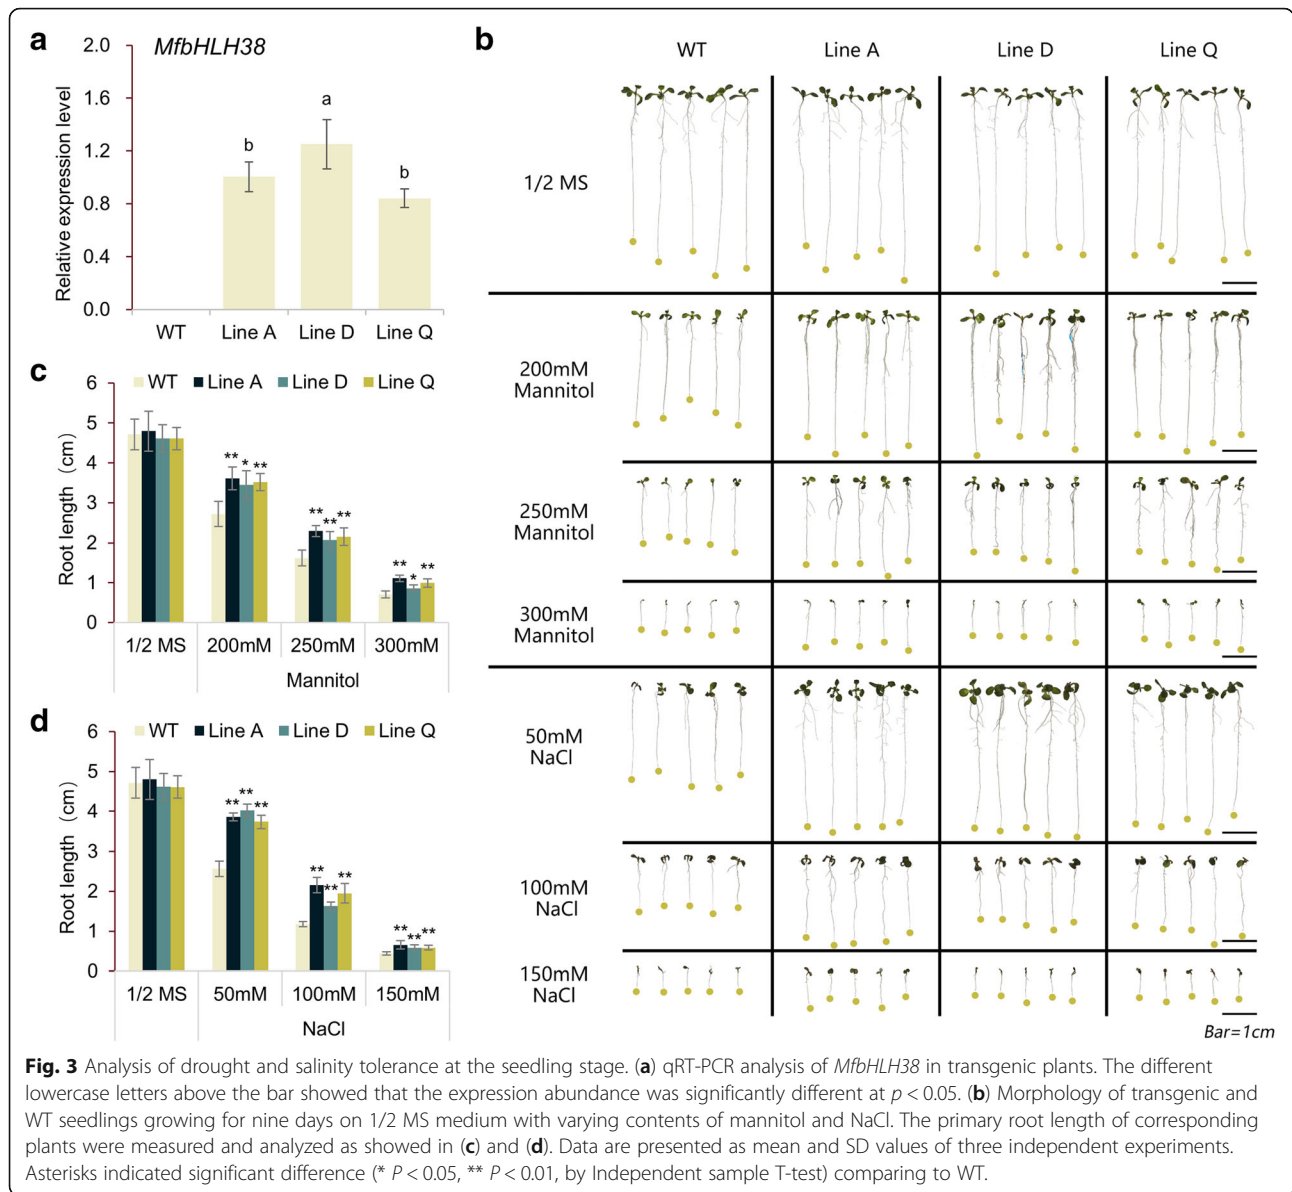 a
MfbHLH38
Relative expression level
2.0
1.6
1.2
0.8
0.4
0.0
b
a
b
WT Line A Line D Line Q
b
WT Line A Line D Line Q
1/2 MS
200mM
Mannitol
250mM
Mannitol
300mM
Mannitol
50mM
NaCl
100mM
NaCl
150mM
NaCl
Bar=1cm
c
WT Line A Line D Line Q
Root length (cm)
6
5
4
3
2
1
0
** * **
** ** **
** * **
1/2 MS 200mM 250mM 300mM
Mannitol
d
WT Line A Line D Line Q
Root length (cm)
6
5
4
3
2
1
0
** ** **
** ** **
** ** **
1/2 MS 50mM 100mM 150mM
NaCl
Fig. 3 Analysis of drought and salinity tolerance at the seedling stage. (a) qRT-PCR analysis of MfbHLH38 in transgenic plants. The different
lowercase letters above the bar showed that the expression abundance was significantly different at p < 0.05. (b) Morphology of transgenic and
WT seedlings growing for nine days on 1/2 MS medium with varying contents of mannitol and NaCl. The primary root length of corresponding
plants were measured and analyzed as showed in (c) and (d). Data are presented as mean and SD values of three independent experiments.
Asterisks indicated significant difference (* P < 0.05, ** P < 0.01, by Independent sample T-test) comparing to WT.